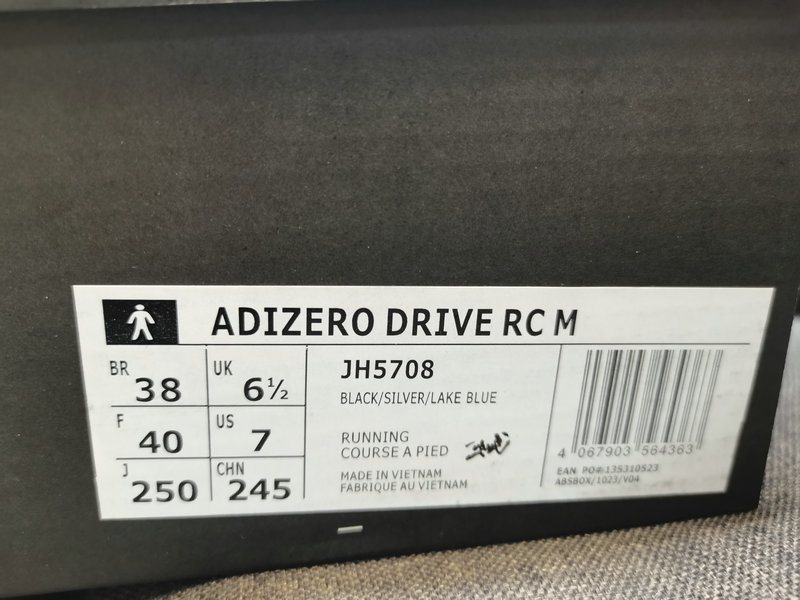 ADIZERO DRIVE RC M
BR
38
UK
6½
F
40
US
7
J
250
CHN
245
JH5708
BLACK/SILVER/LAKE BLUE
RUNNING
COURSE A PIED
MADE IN VIETNAM
FABRIQUE AU VIETNAM
4 067903 564363
EAN PO#:135310523
ABSBOX/1023/V04